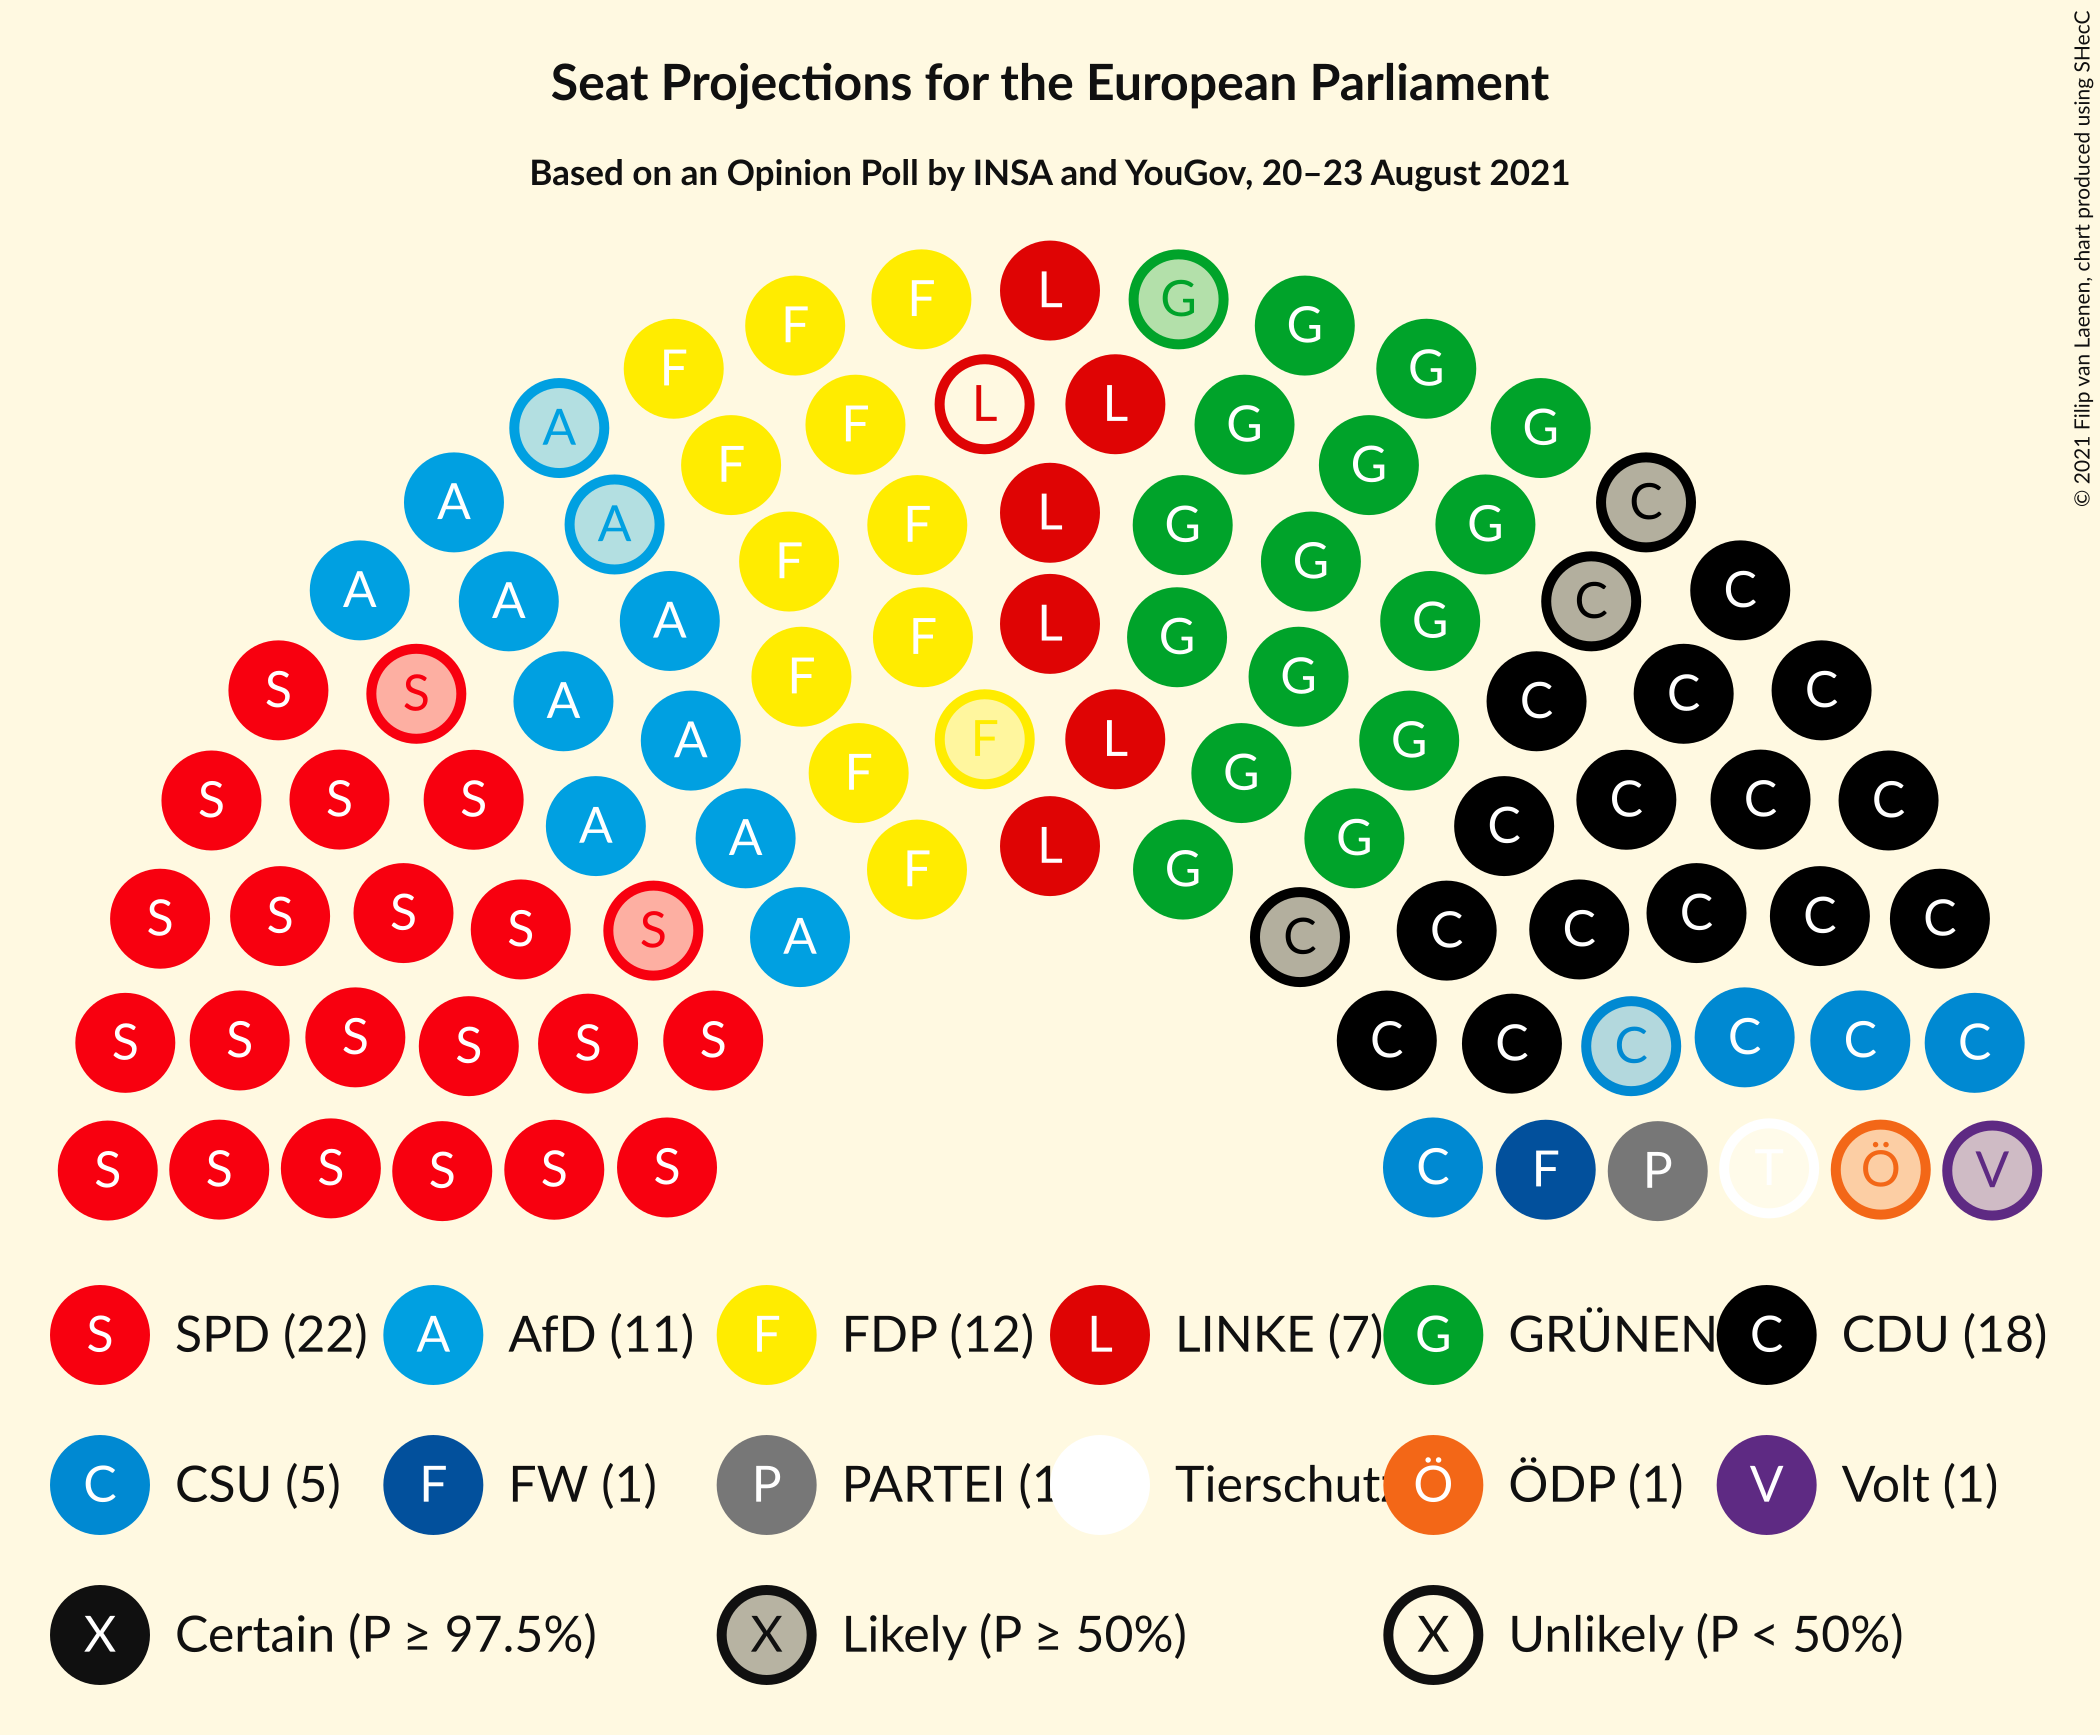 Seat Projections for the European Parliament
Based on an Opinion Poll by INSA and YouGov, 20–23 August 2021
© 2021 Filip van Laenen, chart produced using SHecC
F F L G G
F G
A F L L G G
A F G C
A F F L G G C
A A F G C C
A F L G G
S S A F G C C C
A F L G
S S S A A F F L G G C C C C
A F L G G C
S S S S S A C C C C C C
S S S S S S C C C C C C
S S S S S S C F P T Ö V
S SPD (22) A AfD (11) F FDP (12) L LINKE (7) G GRÜNEN C CDU (18)
C CSU (5) F FW (1) P PARTEI (1 Tierschutz Ö ÖDP (1) V Volt (1)
X Certain (P ≥ 97.5%) X Likely (P ≥ 50%) X Unlikely (P < 50%)